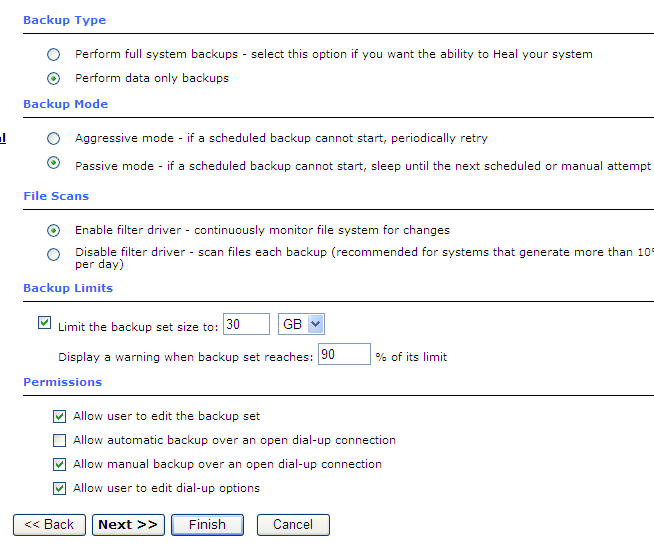 Backup Type
Perform full system backups - select this option if you want the ability to Heal your system
Perform data only backups
Backup Mode
Aggressive mode - if a scheduled backup cannot start, periodically retry
Passive mode - if a scheduled backup cannot start, sleep until the next scheduled or manual attempt
File Scans
Enable filter driver - continuously monitor file system for changes
Disable filter driver - scan files each backup (recommended for systems that generate more than 10
per day)
Backup Limits
Limit the backup set size to: 30 GB
Display a warning when backup set reaches: 90 % of its limit
Permissions
Allow user to edit the backup set
Allow automatic backup over an open dial-up connection
Allow manual backup over an open dial-up connection
Allow user to edit dial-up options
<< Back Next >> Finish Cancel